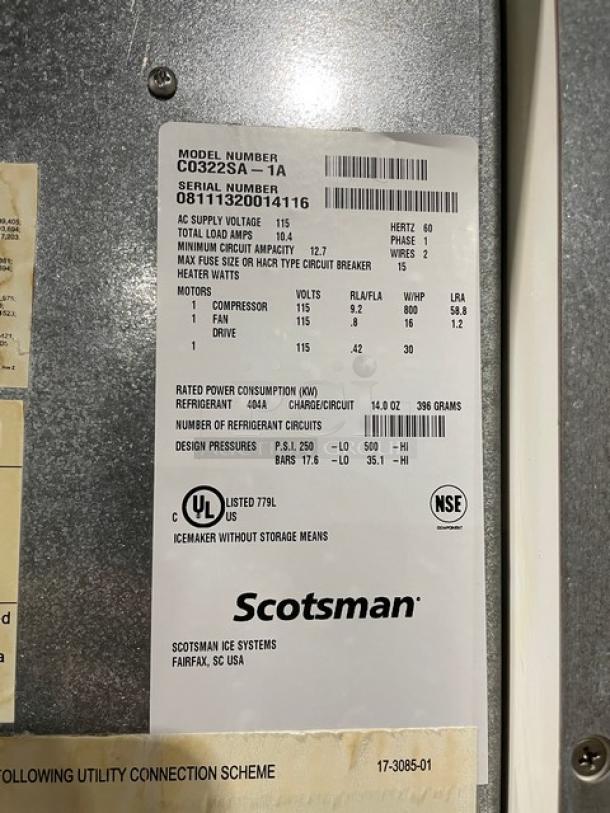 MODEL NUMBER
C0322SA - 1A
SERIAL NUMBER
08111320014116
AC SUPPLY VOLTAGE 115 HERTZ 60
TOTAL LOAD AMPS 10.4 PHASE 1
MINIMUM CIRCUIT AMPACITY 12.7 WIRES 2
MAX FUSE SIZE OR HACR TYPE CIRCUIT BREAKER 15
HEATER WATTS
MOTORS VOLTS RLA/FLA W/HP LRA
1 COMPRESSOR 115 9.2 800 58.8
1 FAN 115 .8 16 1.2
DRIVE
1 115 .42 30
RATED POWER CONSUMPTION (KW)
REFRIGERANT 404A CHARGE/CIRCUIT 14.0 OZ 396 GRAMS
NUMBER OF REFRIGERANT CIRCUITS
DESIGN PRESSURES P.S.I. 250 - LO 500 - HI
BARS 17.6 - LO 35.1 - HI
C UL US LISTED 779L
NSF
COMPONENT
ICEMAKER WITHOUT STORAGE MEANS
Scotsman
SCOTSMAN ICE SYSTEMS
FAIRFAX, SC USA
OLLOWING UTILITY CONNECTION SCHEME 17-3085-01